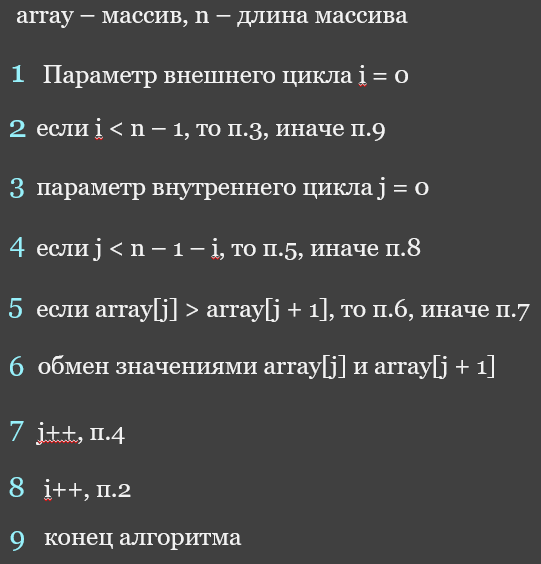 array – массив, n – длина массива
1 Параметр внешнего цикла i = 0
2 если i < n – 1, то п.3, иначе п.9
3 параметр внутреннего цикла j = 0
4 если j < n – 1 – i, то п.5, иначе п.8
5 если array[j] > array[j + 1], то п.6, иначе п.7
6 обмен значениями array[j] и array[j + 1]
7 j++, п.4
8 i++, п.2
9 конец алгоритма